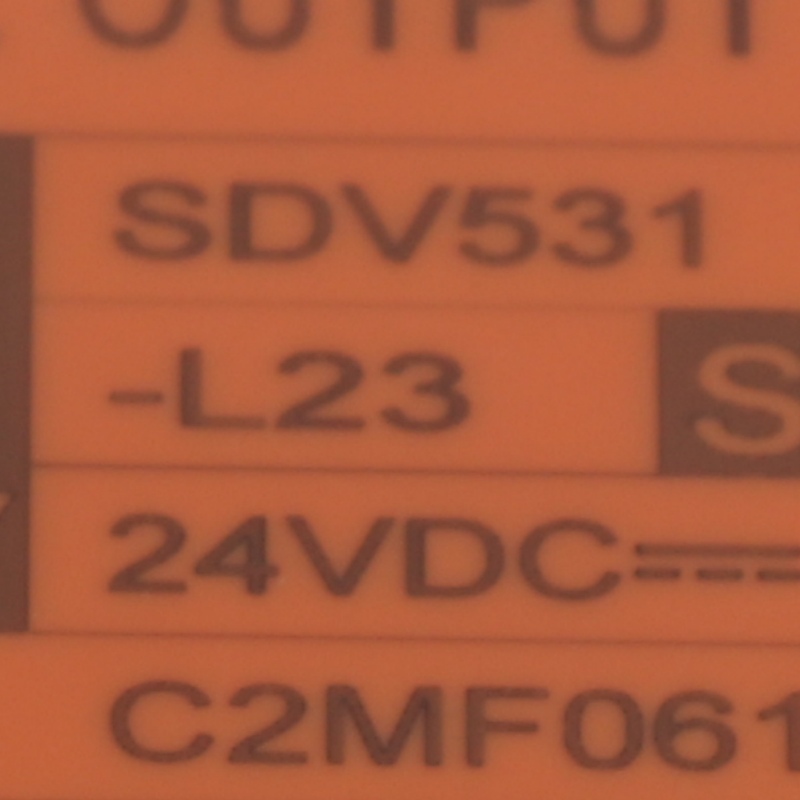 OUTPUT
SDV531
-L23 S
24VDC⎓
C2MF061